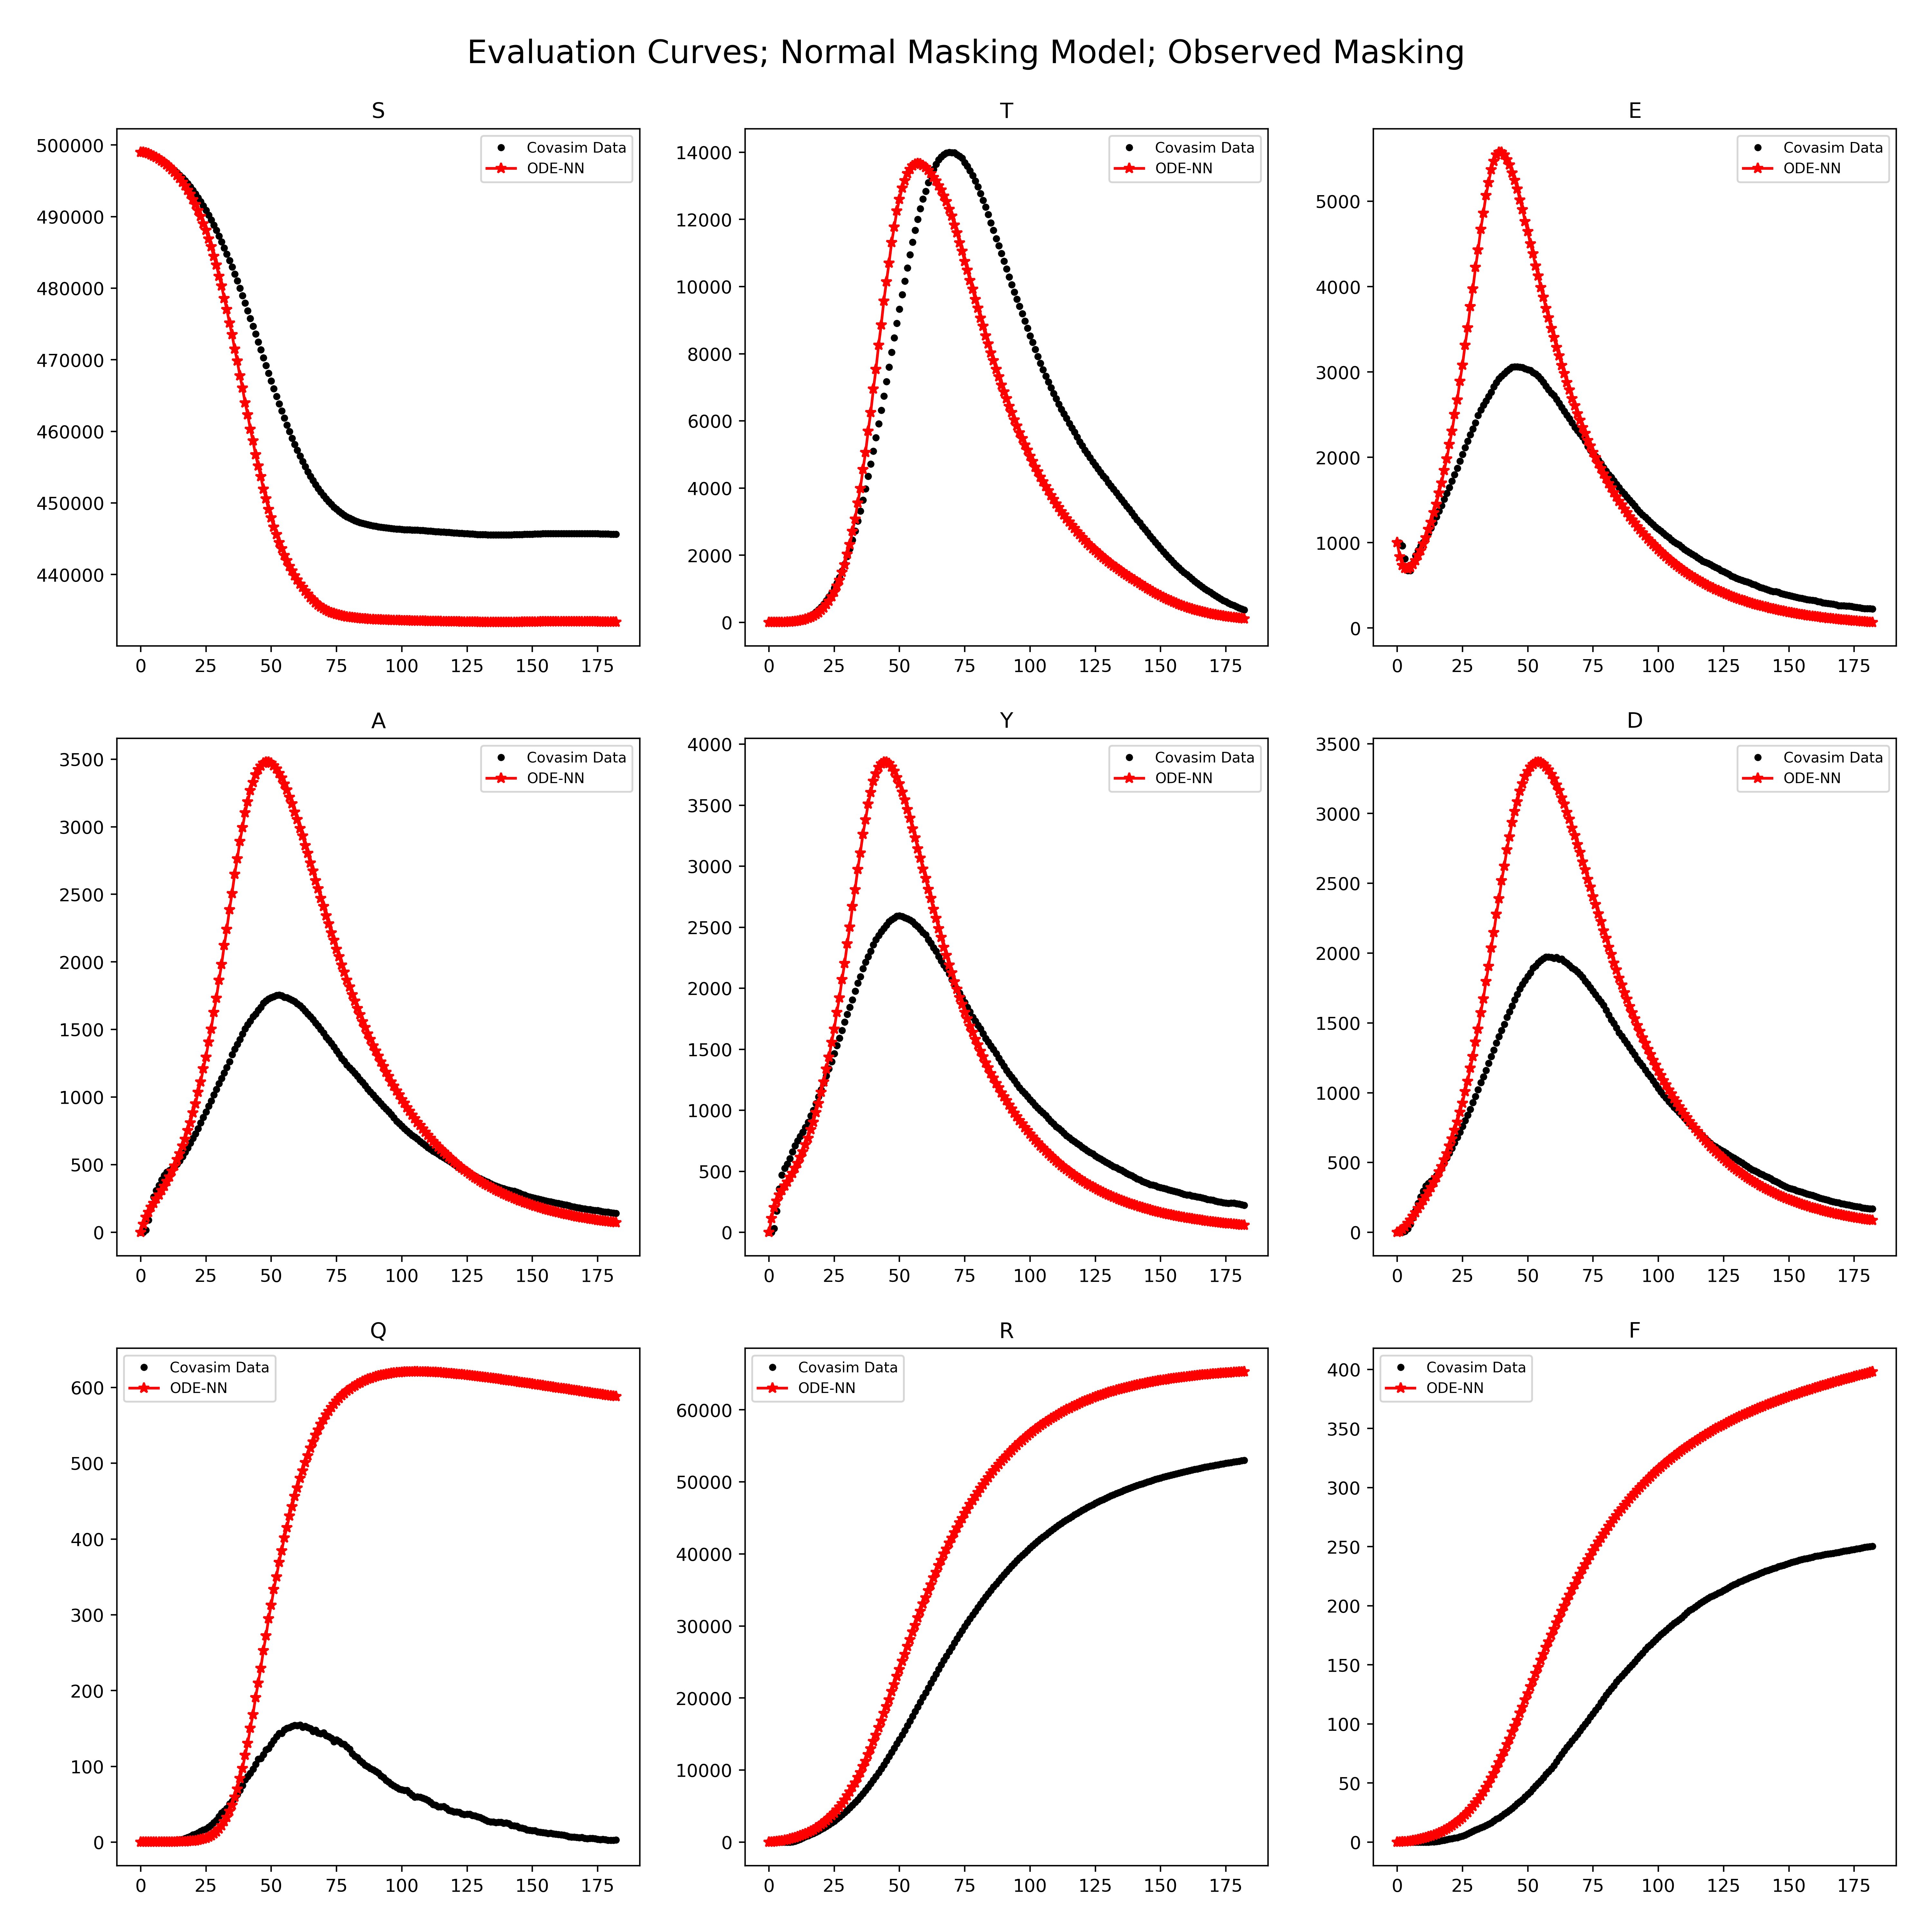 Evaluation Curves; Normal Masking Model; Observed Masking
S
Covasim Data
ODE-NN
500000
490000
480000
470000
460000
450000
440000
0 25 50 75 100 125 150 175
T
Covasim Data
ODE-NN
14000
12000
10000
8000
6000
4000
2000
0
0 25 50 75 100 125 150 175
E
Covasim Data
ODE-NN
5000
4000
3000
2000
1000
0
0 25 50 75 100 125 150 175
A
Covasim Data
ODE-NN
3500
3000
2500
2000
1500
1000
500
0
0 25 50 75 100 125 150 175
Y
Covasim Data
ODE-NN
4000
3500
3000
2500
2000
1500
1000
500
0
0 25 50 75 100 125 150 175
D
Covasim Data
ODE-NN
3500
3000
2500
2000
1500
1000
500
0
0 25 50 75 100 125 150 175
Q
Covasim Data
ODE-NN
600
500
400
300
200
100
0
0 25 50 75 100 125 150 175
R
Covasim Data
ODE-NN
60000
50000
40000
30000
20000
10000
0
0 25 50 75 100 125 150 175
F
Covasim Data
ODE-NN
400
350
300
250
200
150
100
50
0
0 25 50 75 100 125 150 175